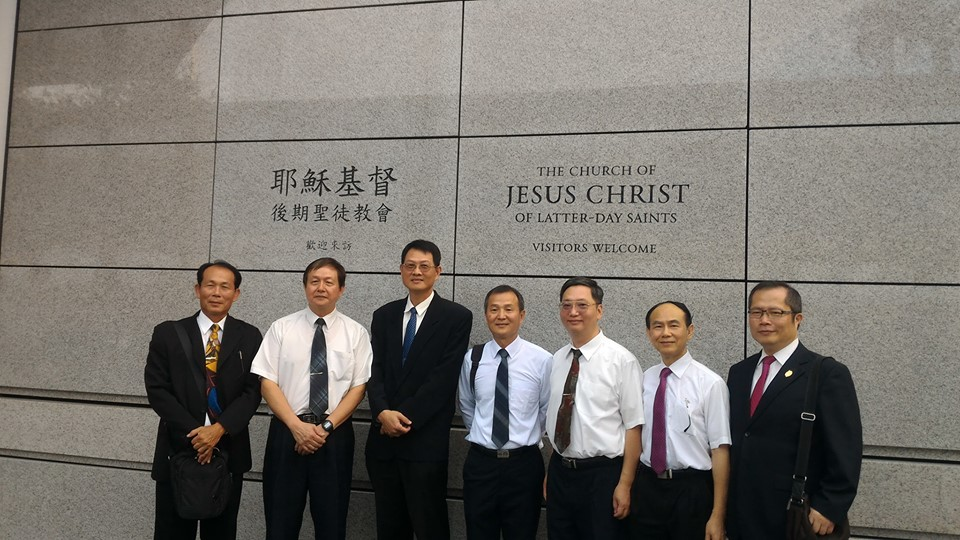 耶穌基督
後期聖徒教會
歡迎來訪
THE CHURCH OF
JESUS CHRIST
OF LATTER-DAY SAINTS
VISITORS WELCOME